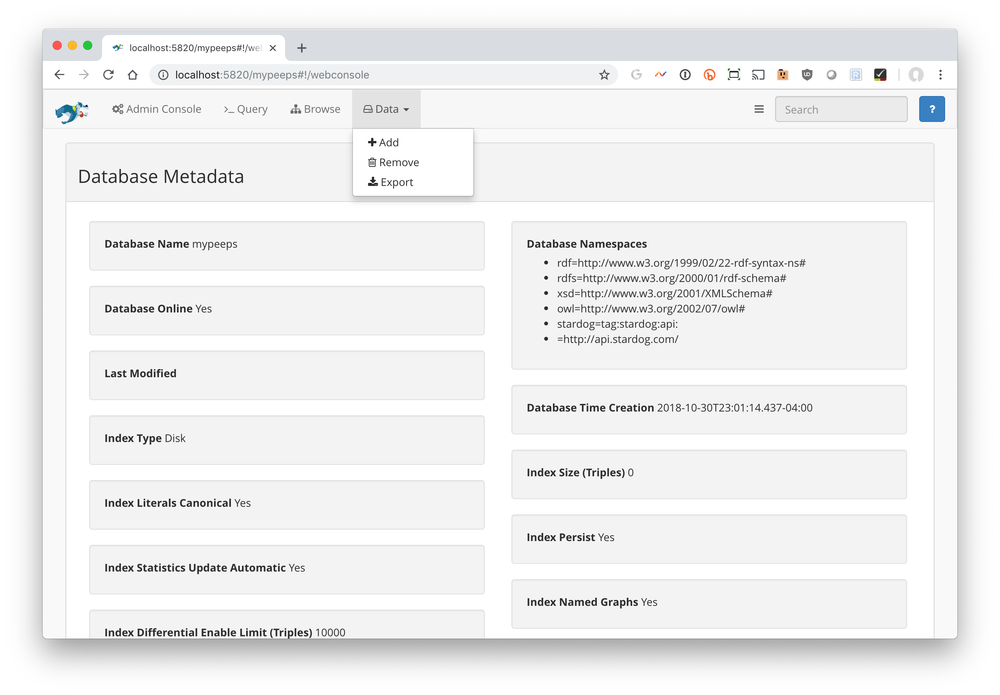 localhost:5820/mypeeps#!/we
localhost:5820/mypeeps#!/webconsole
Admin Console
Query
Browse
Data
Search
?
Add
Remove
Export
Database Metadata
Database Name mypeeps
Database Online Yes
Last Modified
Index Type Disk
Index Literals Canonical Yes
Index Statistics Update Automatic Yes
Index Differential Enable Limit (Triples) 10000
Database Namespaces
rdf=http://www.w3.org/1999/02/22-rdf-syntax-ns#
rdfs=http://www.w3.org/2000/01/rdf-schema#
xsd=http://www.w3.org/2001/XMLSchema#
owl=http://www.w3.org/2002/07/owl#
stardog=tag:stardog:api:
=http://api.stardog.com/
Database Time Creation 2018-10-30T23:01:14.437-04:00
Index Size (Triples) 0
Index Persist Yes
Index Named Graphs Yes